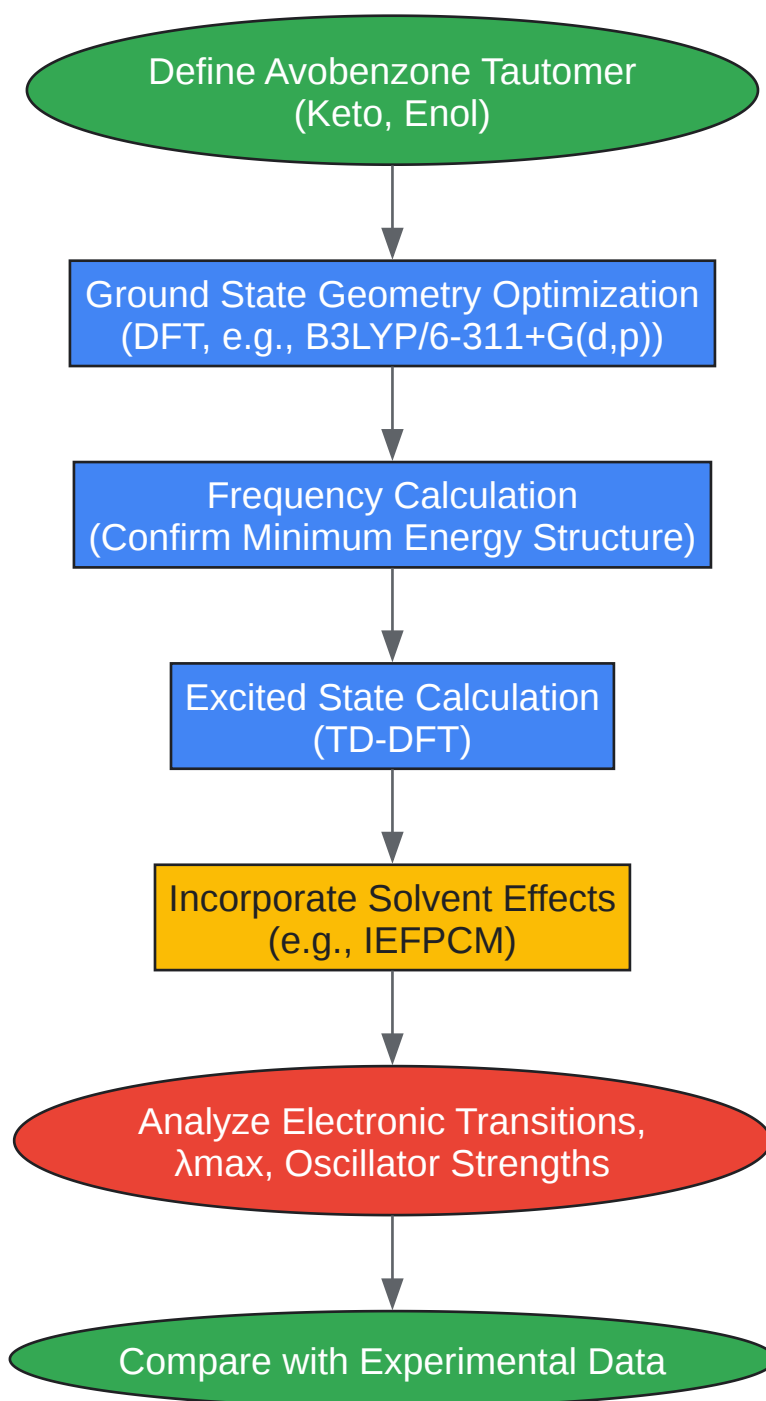 Define Avobenzone Tautomer
(Keto, Enol)
Ground State Geometry Optimization
(DFT, e.g., B3LYP/6-311+G(d,p))
Frequency Calculation
(Confirm Minimum Energy Structure)
Excited State Calculation
(TD-DFT)
Incorporate Solvent Effects
(e.g., IEFPCM)
Analyze Electronic Transitions,
λmax, Oscillator Strengths
Compare with Experimental Data